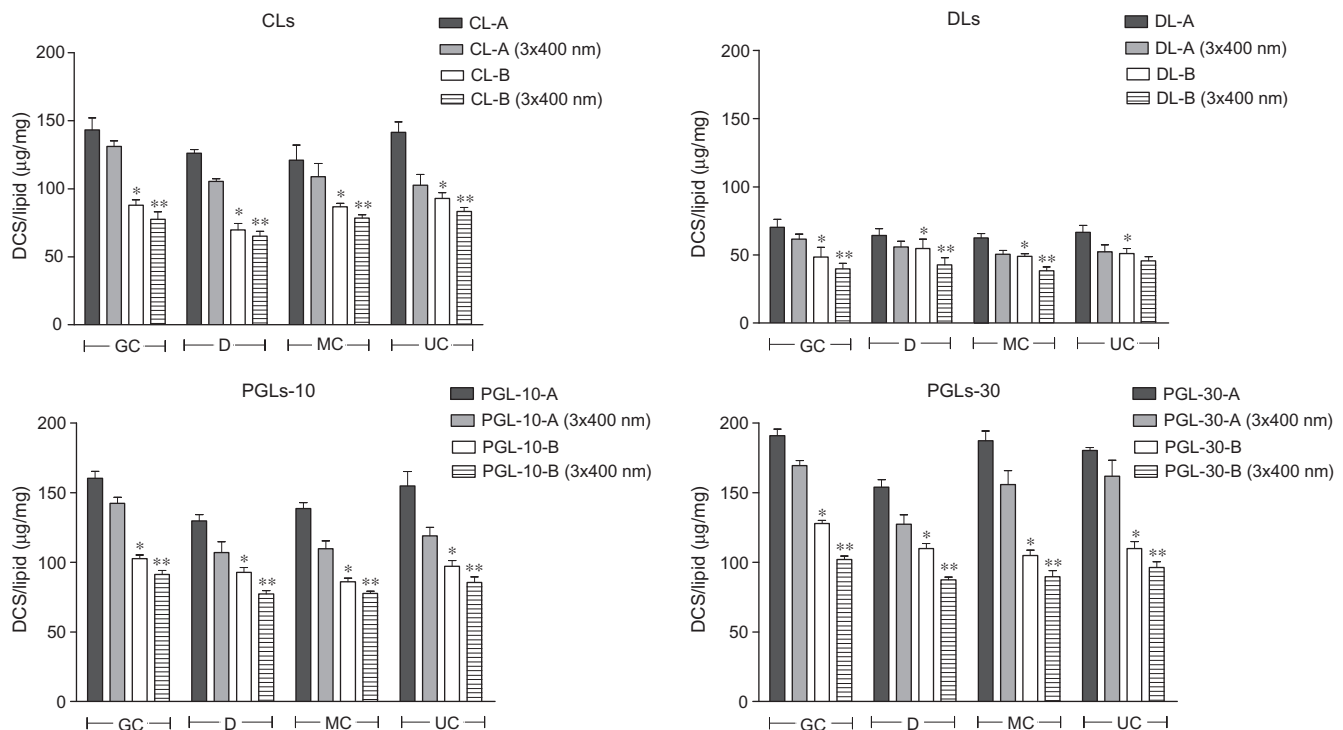 CLs
CL-A
CL-A (3x400 nm)
CL-B
CL-B (3x400 nm)
DCS/lipid (µg/mg)
200
150
100
50
0
* ** * ** * ** * **
GC D MC UC
DLs
DL-A
DL-A (3x400 nm)
DL-B
DL-B (3x400 nm)
DCS/lipid (µg/mg)
200
150
100
50
0
* ** * ** * ** *
GC D MC UC
PGLs-10
PGL-10-A
PGL-10-A (3x400 nm)
PGL-10-B
PGL-10-B (3x400 nm)
DCS/lipid (µg/mg)
200
150
100
50
0
* ** * ** * ** * **
GC D MC UC
PGLs-30
PGL-30-A
PGL-30-A (3x400 nm)
PGL-30-B
PGL-30-B (3x400 nm)
DCS/lipid (µg/mg)
200
150
100
50
0
* ** * ** * ** * **
GC D MC UC